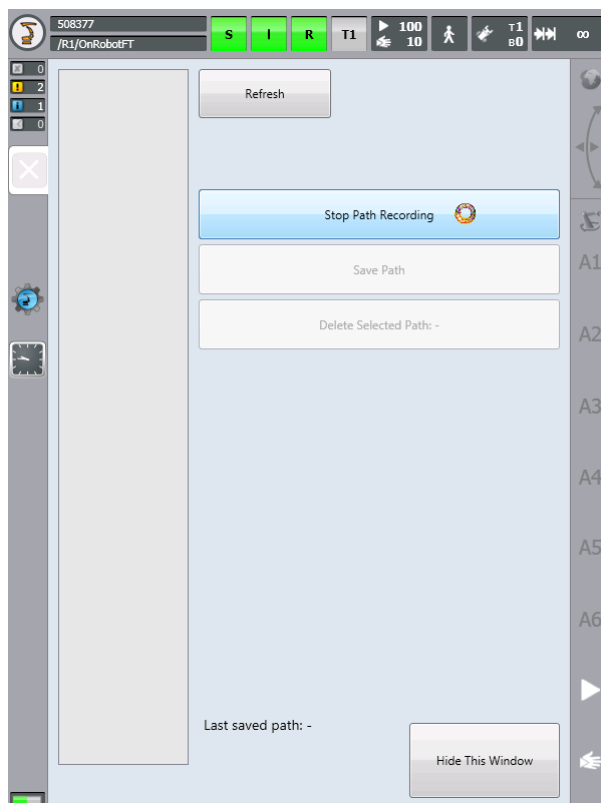 508377
/R1/OnRobotFT
S
I
R
T1
100
10
T1
B0
∞
0
2
1
0
Refresh
Stop Path Recording
Save Path
Delete Selected Path: -
A1
A2
A3
A4
A5
A6
Last saved path: -
Hide This Window